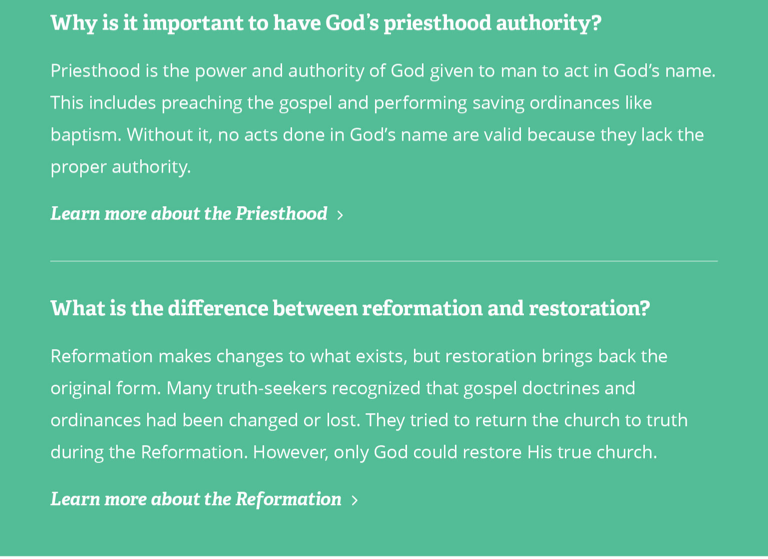 Why is it important to have God's priesthood authority?
Priesthood is the power and authority of God given to man to act in God's name.
This includes preaching the gospel and performing saving ordinances like
baptism. Without it, no acts done in God's name are valid because they lack the
proper authority.
Learn more about the Priesthood >
What is the difference between reformation and restoration?
Reformation makes changes to what exists, but restoration brings back the
original form. Many truth-seekers recognized that gospel doctrines and
ordinances had been changed or lost. They tried to return the church to truth
during the Reformation. However, only God could restore His true church.
Learn more about the Reformation >